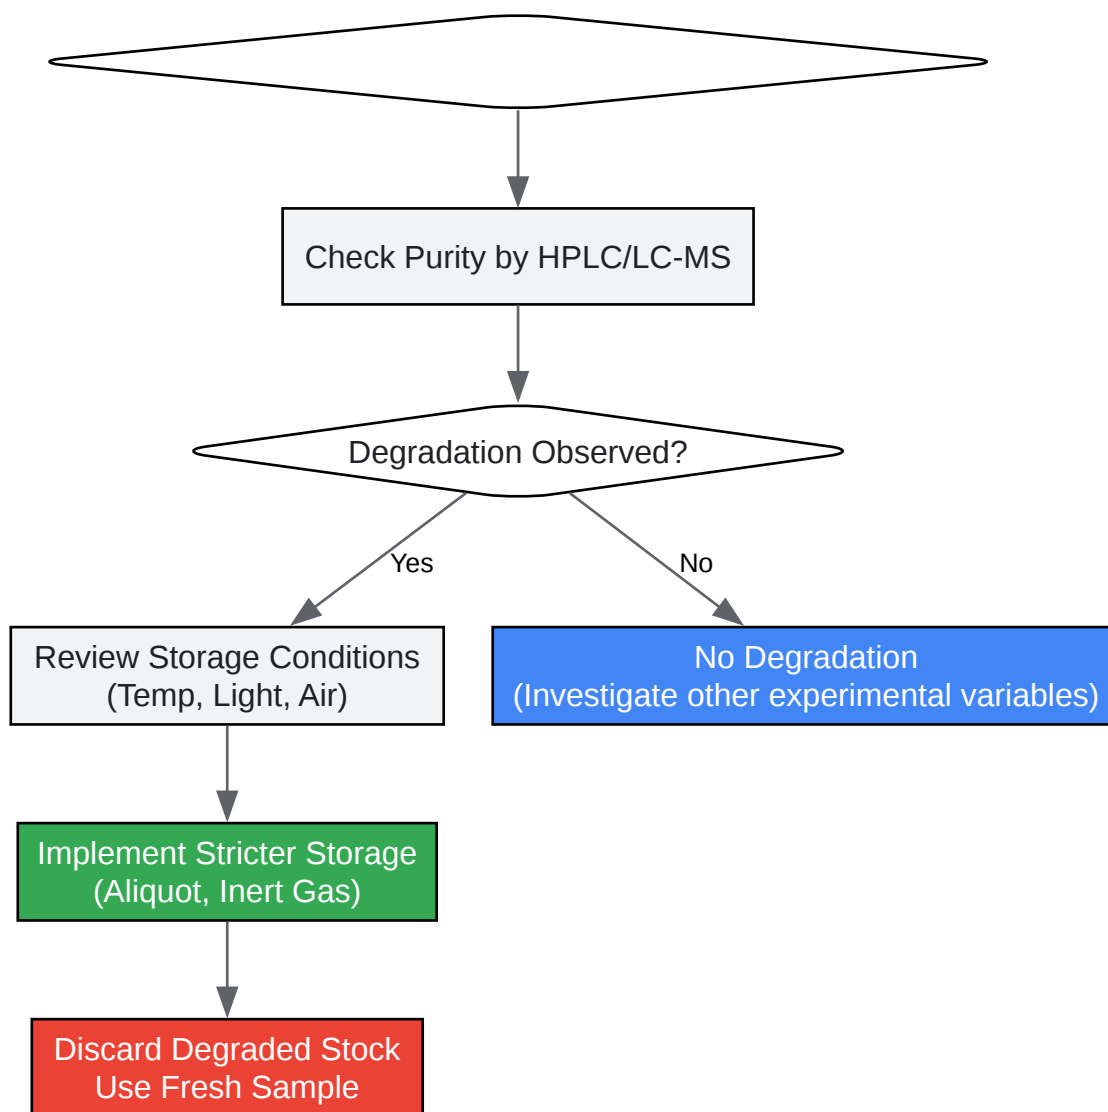 Check Purity by HPLC/LC-MS
Degradation Observed?
Yes
No
Review Storage Conditions
(Temp, Light, Air)
No Degradation
(Investigate other experimental variables)
Implement Stricter Storage
(Aliquot, Inert Gas)
Discard Degraded Stock
Use Fresh Sample